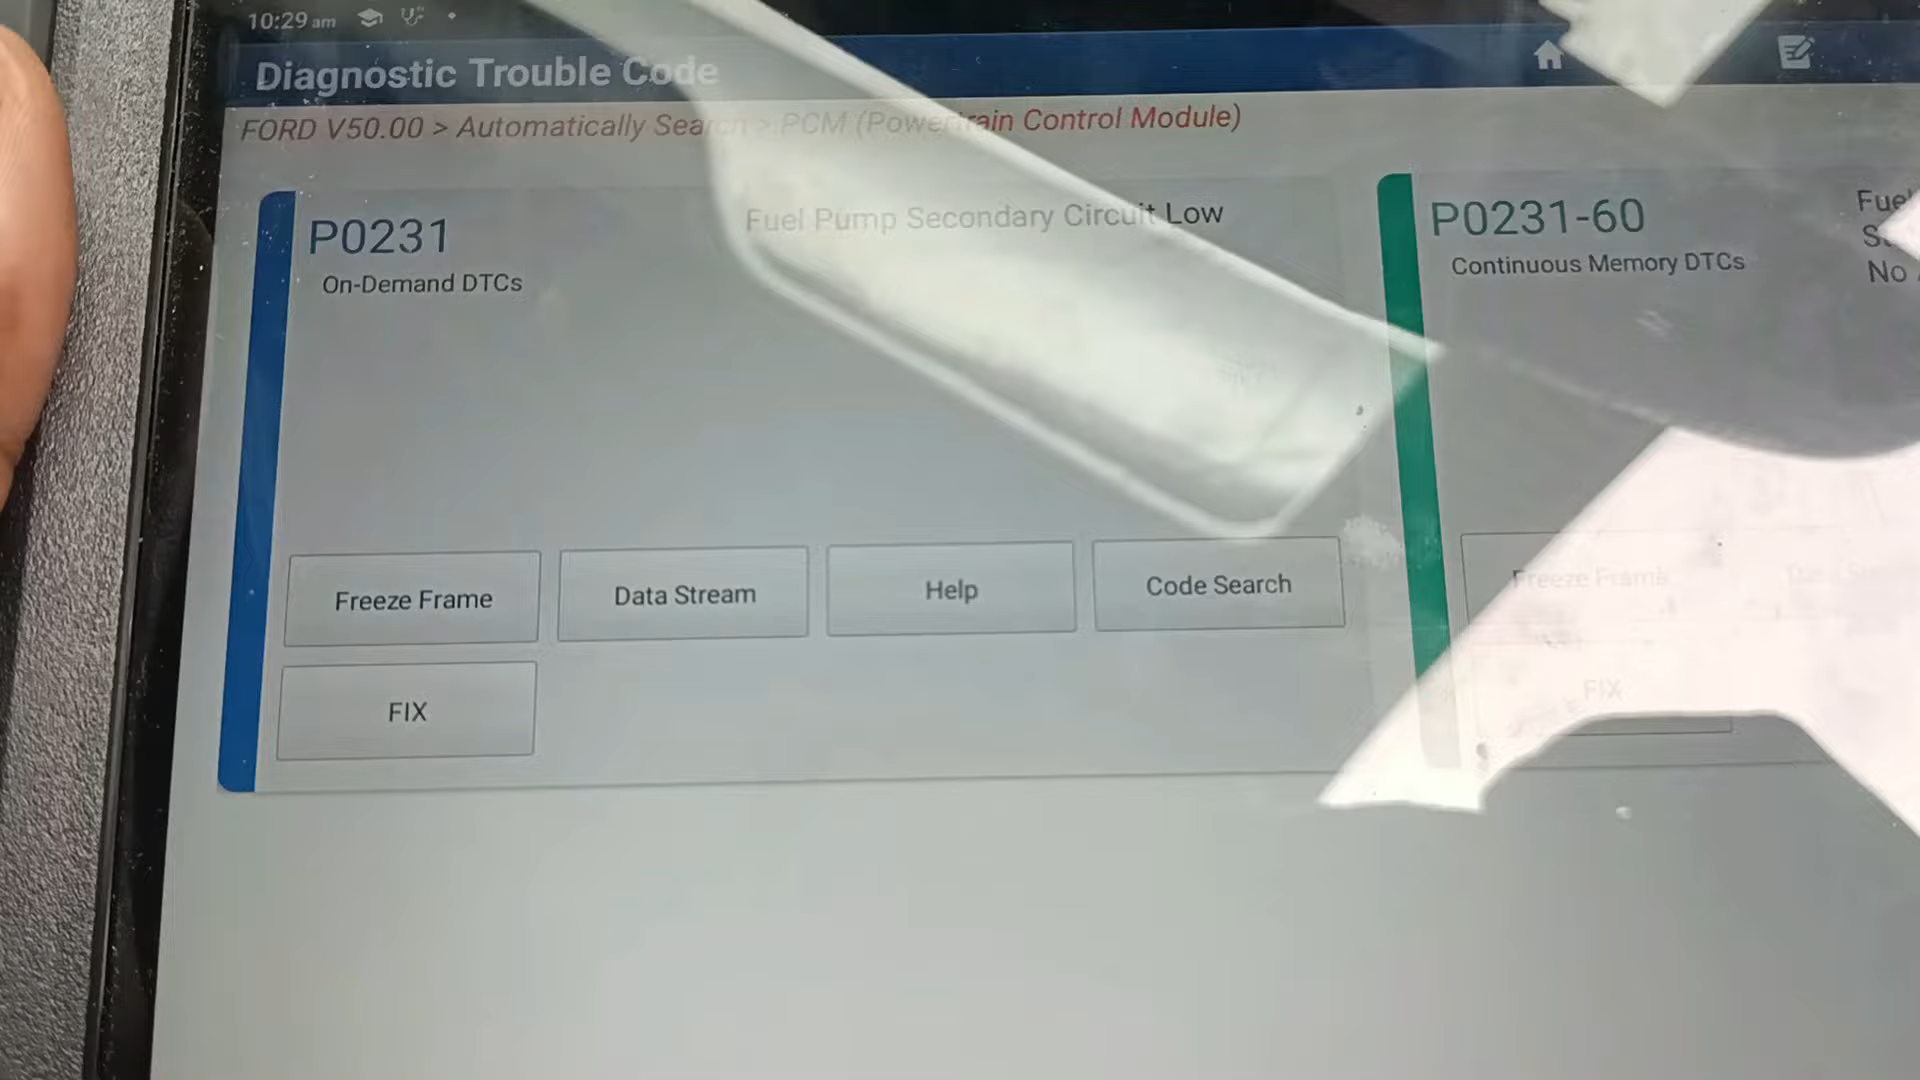 10:29 am
Diagnostic Trouble Code
FORD V50.00 > Automatically Search > PCM (Powertrain Control Module)
P0231
Fuel Pump Secondary Circuit Low
On-Demand DTCs
P0231-60
Continuous Memory DTCs
Fuel
No
Freeze Frame
Data Stream
Help
Code Search
FIX
Freeze Frame
FIX